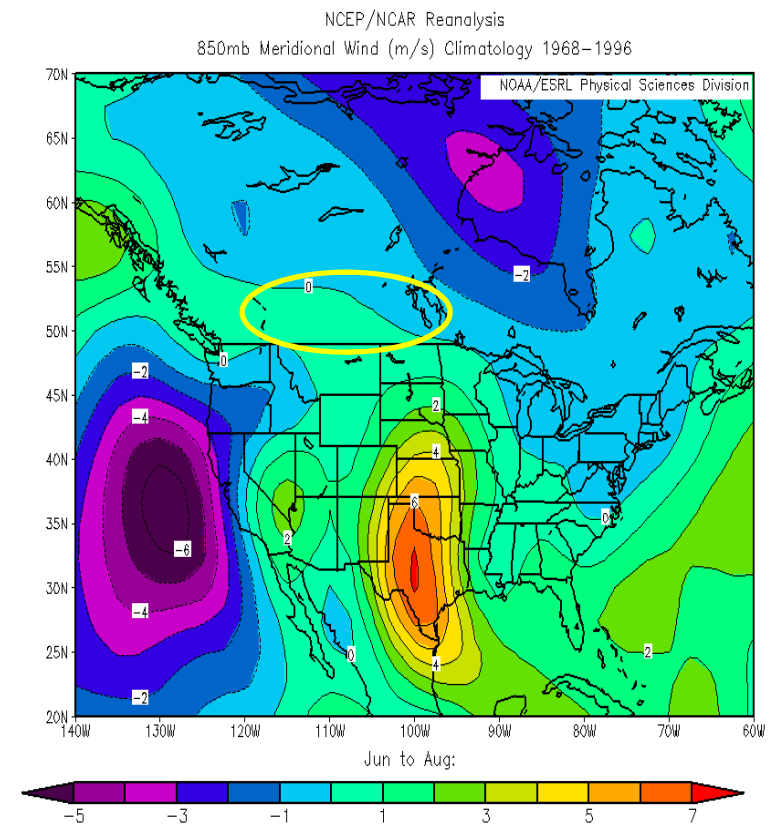 NCEP/NCAR Reanalysis
850mb Meridional Wind (m/s) Climatology 1968-1996
NOAA/ESRL Physical Sciences Division
70N
65N
60N
55N
50N
45N
40N
35N
30N
25N
20N
0
-2
0
-2
2
-4
4
6
0
2
-6
-4
2
0
4
-2
140W 130W 120W 110W 100W 90W 80W 70W 60W
Jun to Aug:
-5 -3 -1 1 3 5 7